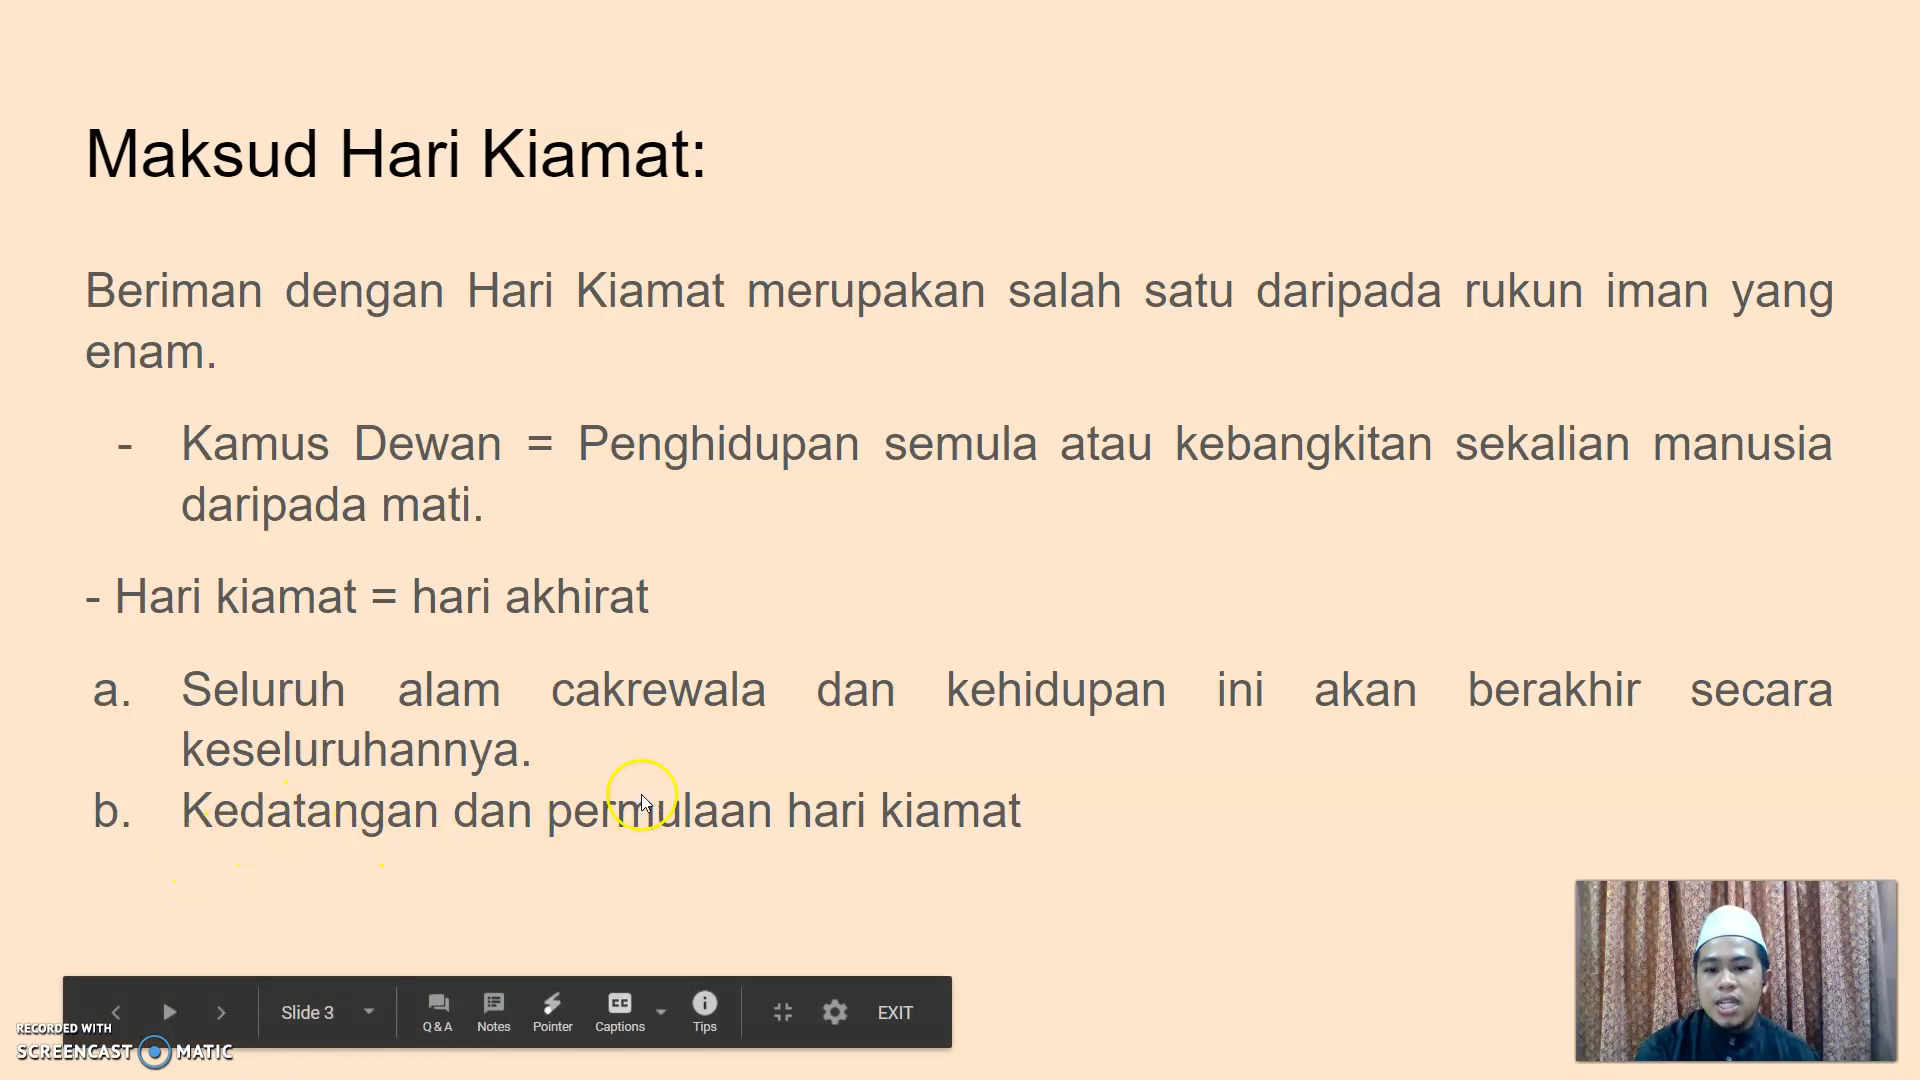 Maksud Hari Kiamat:
Beriman dengan Hari Kiamat merupakan salah satu daripada rukun iman yang
enam.
- Kamus Dewan = Penghidupan semula atau kebangkitan sekalian manusia
daripada mati.
- Hari kiamat = hari akhirat
a. Seluruh alam cakrewala dan kehidupan ini akan berakhir secara
keseluruhannya.
b. Kedatangan dan permulaan hari kiamat
Slide 3
Q & A
Notes
Pointer
Captions
Tips
EXIT
RECORDED WITH
SCREENCAST MATIC